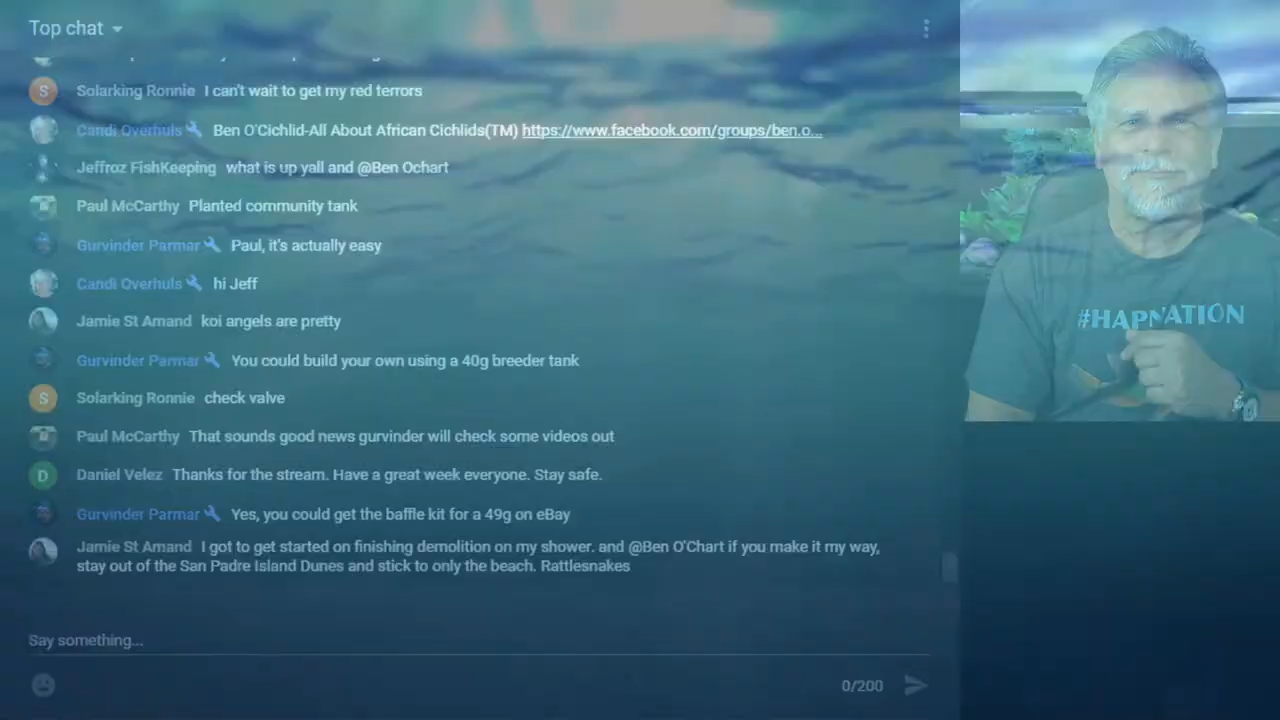 Top chat
Solarking Ronnie I can't wait to get my red terrors
Candi Overhuls Ben O'Cichlid-All About African Cichlids(TM) https://www.facebook.com/groups/ben.o...
Jeffroz FishKeeping what is up yall and @Ben Ochart
Paul McCarthy Planted community tank
Gurvinder Parmar Paul, it's actually easy
Candi Overhuls hi Jeff
Jamie St Amand koi angels are pretty
Gurvinder Parmar You could build your own using a 40g breeder tank
S Solarking Ronnie check valve
Paul McCarthy That sounds good news gurvinder will check some videos out
D Daniel Velez Thanks for the stream. Have a great week everyone. Stay safe.
Gurvinder Parmar Yes, you could get the baffle kit for a 49g on eBay
Jamie St Amand I got to get started on finishing demolition on my shower. and @Ben O'Chart if you make it my way,
stay out of the San Padre Island Dunes and stick to only the beach. Rattlesnakes
Say something...
0/200
#HAPNATION